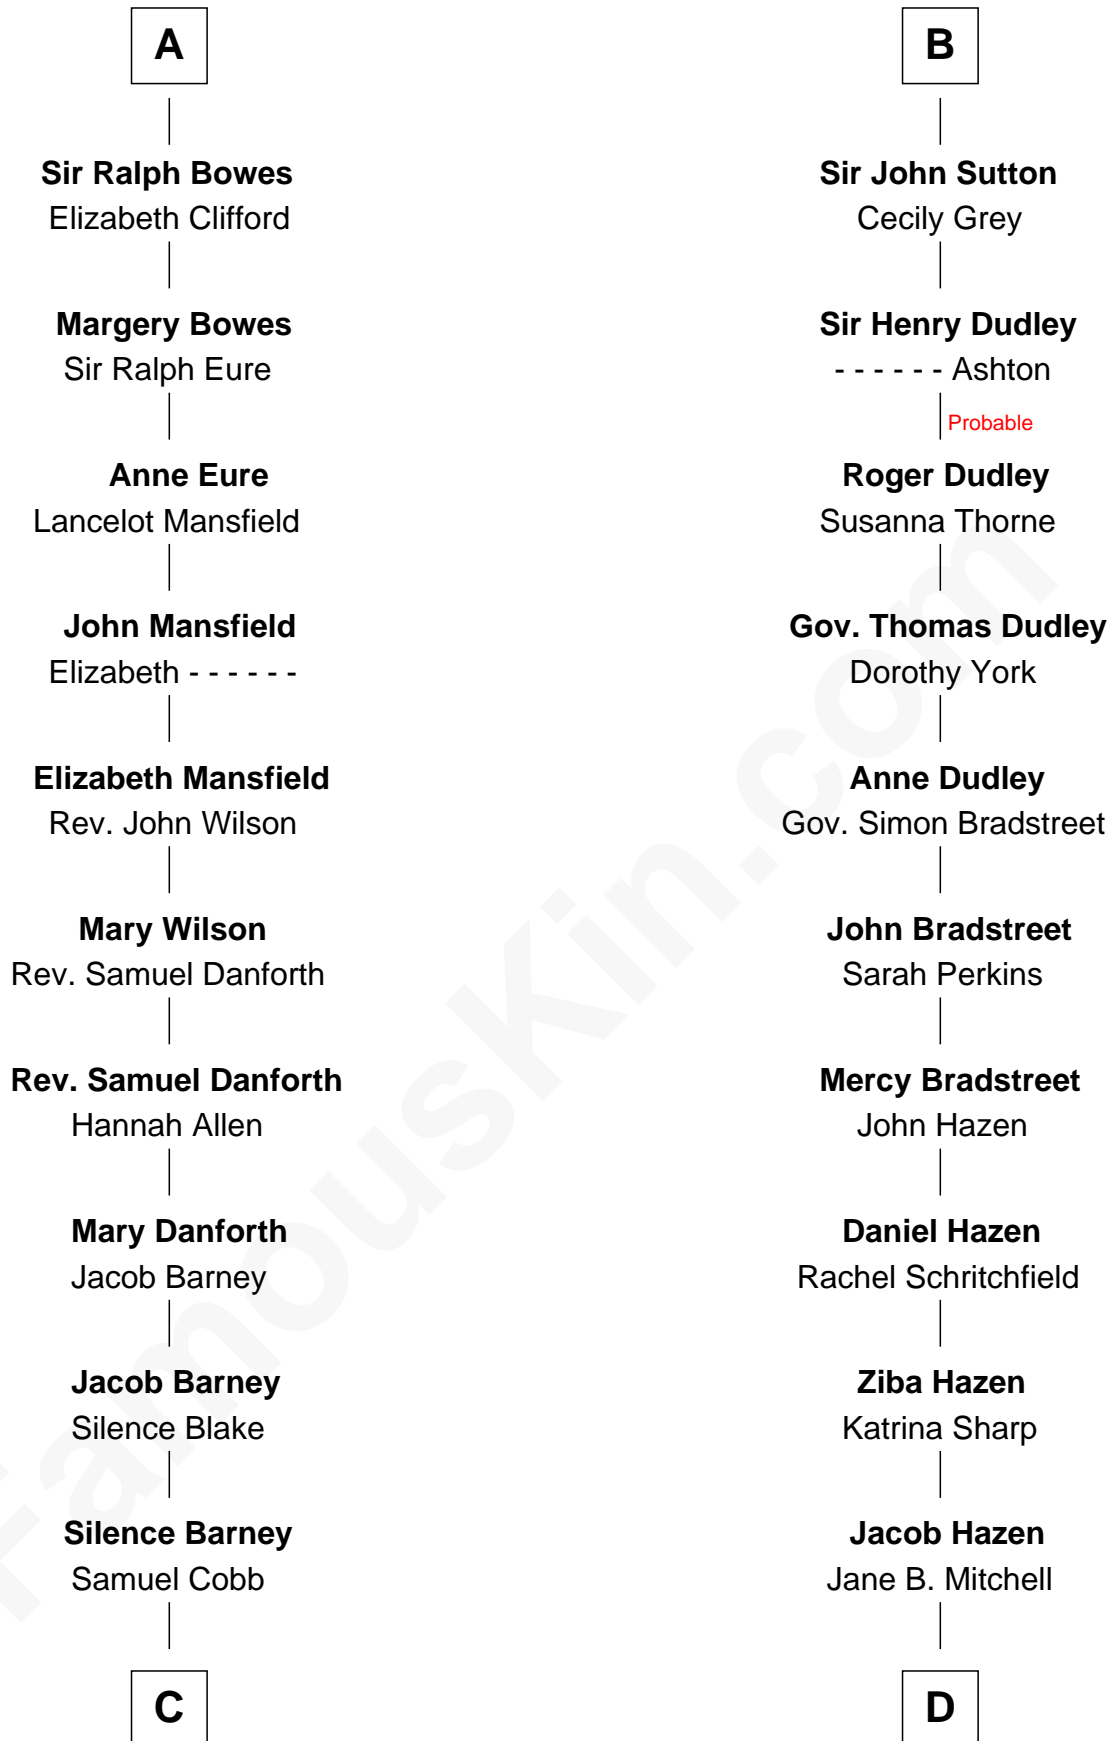 A
Sir Ralph Bowes
Elizabeth Clifford
Margery Bowes
Sir Ralph Eure
Anne Eure
Lancelot Mansfield
John Mansfield
Elizabeth - - - - - -
Elizabeth Mansfield
Rev. John Wilson
Mary Wilson
Rev. Samuel Danforth
Rev. Samuel Danforth
Hannah Allen
Mary Danforth
Jacob Barney
Jacob Barney
Silence Blake
Silence Barney
Samuel Cobb
C
B
Sir John Sutton
Cecily Grey
Sir Henry Dudley
- - - - - - Ashton
Probable
Roger Dudley
Susanna Thorne
Gov. Thomas Dudley
Dorothy York
Anne Dudley
Gov. Simon Bradstreet
John Bradstreet
Sarah Perkins
Mercy Bradstreet
John Hazen
Daniel Hazen
Rachel Schritchfield
Ziba Hazen
Katrina Sharp
Jacob Hazen
Jane B. Mitchell
D
FamousKin.com